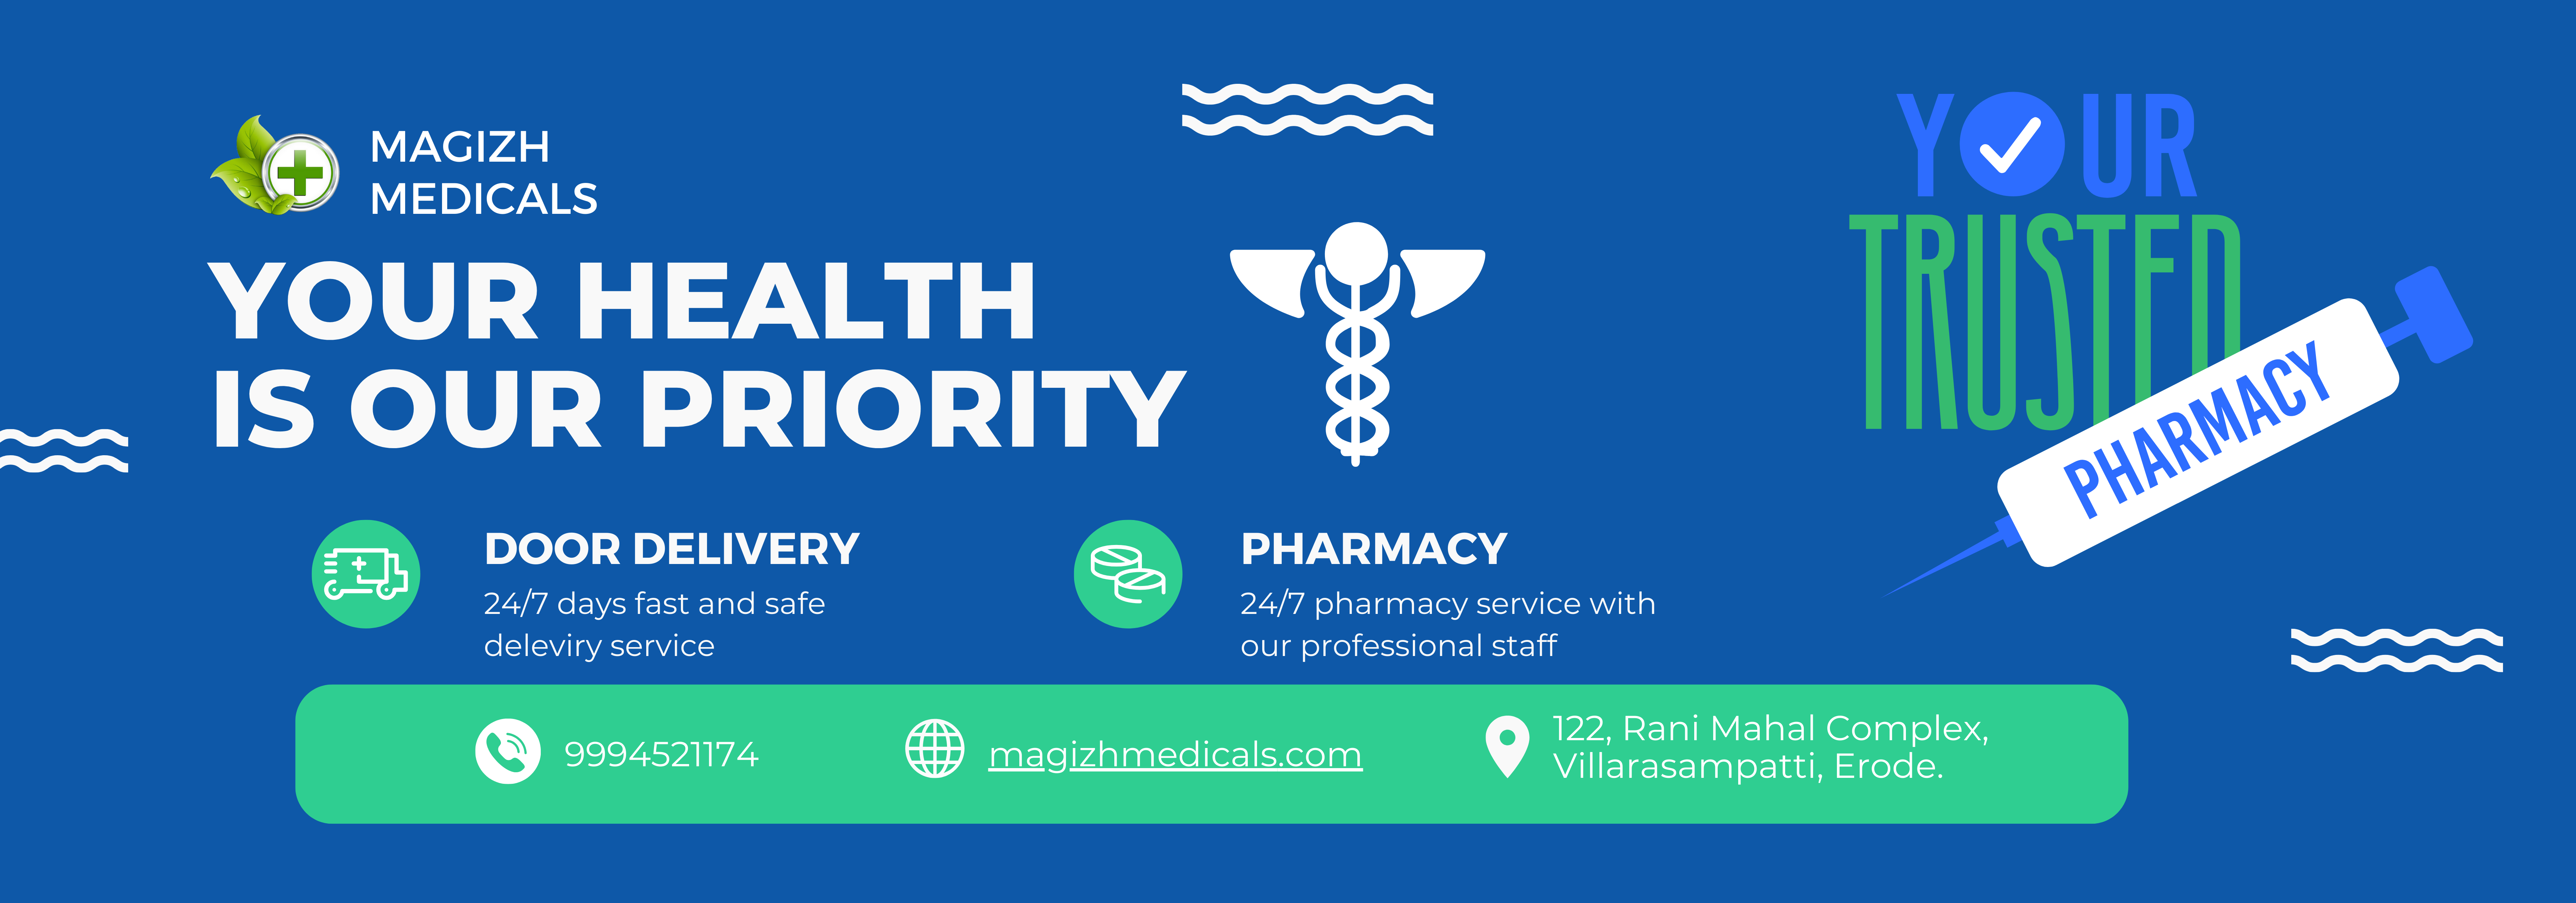 MAGIZH
MEDICALS
YOUR HEALTH
IS OUR PRIORITY
YOUR
TRUSTED
PHARMACY
DOOR DELIVERY
24/7 days fast and safe
deleviry service
PHARMACY
24/7 pharmacy service with
our professional staff
9994521174
magizhmedicals.com
122, Rani Mahal Complex,
Villarasampatti, Erode.